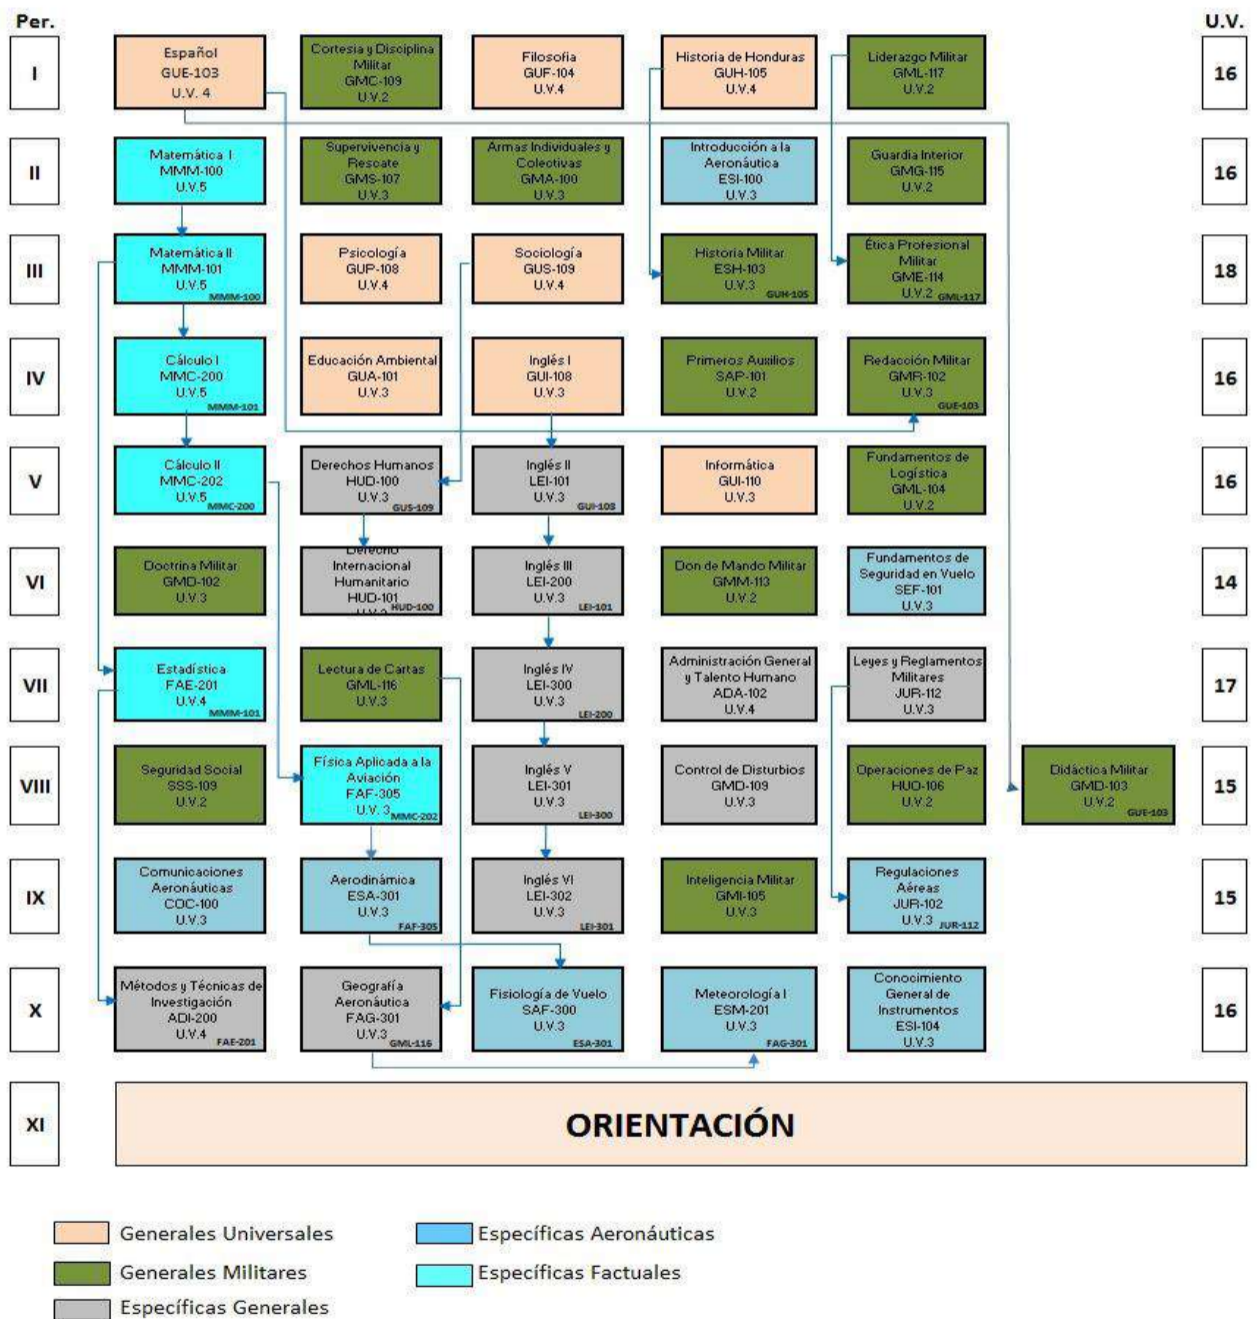 Per.
U.V.
I
Español
GUE-103
U.V. 4
Cortesia y Disciplina
Militar
GMC-109
U.V.2
Filosofia
GUF-104
U.V.4
Historia de Honduras
GUH-105
U.V.4
Liderazgo Militar
GML-117
U.V.2
16
II
Matemática I
MMM-100
U.V.5
Supervivencia y
Rescate
GMS-107
U.V.3
Armas Individuales y
Colectivas
GMA-100
U.V.3
Introducción a la
Aeronáutica
ESI-100
U.V.3
Guardia Interior
GMG-115
U.V.2
16
III
Matemática II
MMM-101
U.V.5
MMM-100
Psicología
GUP-108
U.V.4
Sociología
GUS-109
U.V.4
Historia Militar
ESH-103
U.V.3
GUH-105
Ética Profesional
Militar
GME-114
U.V.2
GML-117
18
IV
Cálculo I
MMC-200
U.V.5
MMM-101
Educación Ambiental
GUA-101
U.V.3
Inglés I
GUI-108
U.V.3
Primeros Auxilios
SAP-101
U.V.2
Redacción Militar
GMR-102
U.V.3
GUE-103
16
V
Cálculo II
MMC-202
U.V.5
MMC-200
Derechos Humanos
HUD-100
U.V.3
GUS-109
Inglés II
LEI-101
U.V.3
GUI-108
Informática
GUI-110
U.V.3
Fundamentos de
Logística
GML-104
U.V.2
16
VI
Doctrina Militar
GMD-102
U.V.3
Derecho
Internacional
Humanitario
HUD-101
HUD-100
Inglés III
LEI-200
U.V.3
LEI-101
Don de Mando Militar
GMM-113
U.V.2
Fundamentos de
Seguridad en Vuelo
SEF-101
U.V.3
14
VII
Estadística
FAE-201
U.V.4
MMM-101
Lectura de Cartas
GML-116
U.V.3
Inglés IV
LEI-300
U.V.3
LEI-200
Administración General
y Talento Humano
ADA-102
U.V.4
Leyes y Reglamentos
Militares
JUR-112
U.V.3
17
VIII
Seguridad Social
SSS-109
U.V.2
Física Aplicada a la
Aviación
FAF-305
U.V. 3
MMC-202
Inglés V
LEI-301
U.V.3
LEI-300
Control de Disturbios
GMD-109
U.V.3
Operaciones de Paz
HUO-106
U.V.2
Didáctica Militar
GMD-103
U.V.2
GUE-103
15
IX
Comunicaciones
Aeronáuticas
COC-100
U.V.3
Aerodinámica
ESA-301
U.V.3
FAF-305
Inglés VI
LEI-302
U.V.3
LEI-301
Inteligencia Militar
GMI-105
U.V.3
Regulaciones
Aéreas
JUR-102
U.V.3
JUR-112
15
X
Métodos y Técnicas de
Investigación
ADI-200
U.V.4
FAE-201
Geografía
Aeronáutica
FAG-301
U.V.3
GML-116
Fisiología de Vuelo
SAF-300
U.V.3
ESA-301
Meteorología I
ESM-201
U.V.3
FAG-301
Conocimiento
General de
Instrumentos
ESI-104
U.V.3
16
XI
ORIENTACIÓN
Generales Universales
Específicas Aeronáuticas
Generales Militares
Específicas Factuales
Específicas Generales